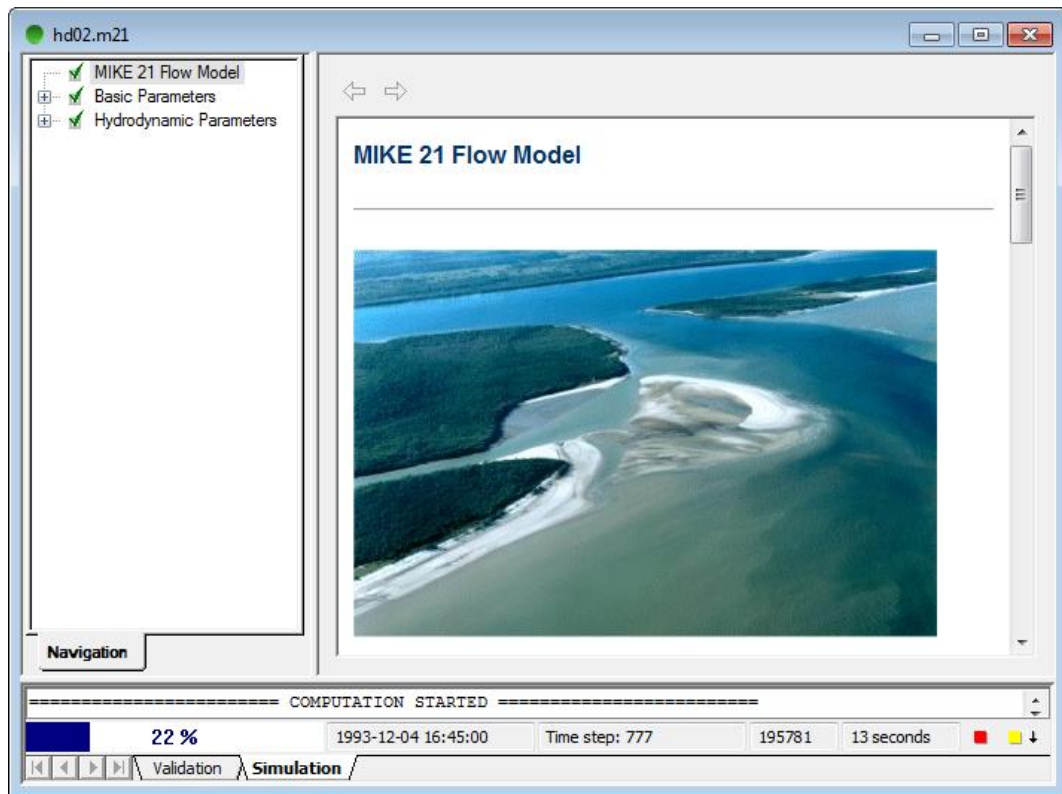 hd02.m21
MIKE 21 Flow Model
Basic Parameters
Hydrodynamic Parameters
Navigation
MIKE 21 Flow Model
======================== COMPUTATION STARTED =========================
22 %
1993-12-04 16:45:00
Time step: 777
195781
13 seconds
Validation
Simulation